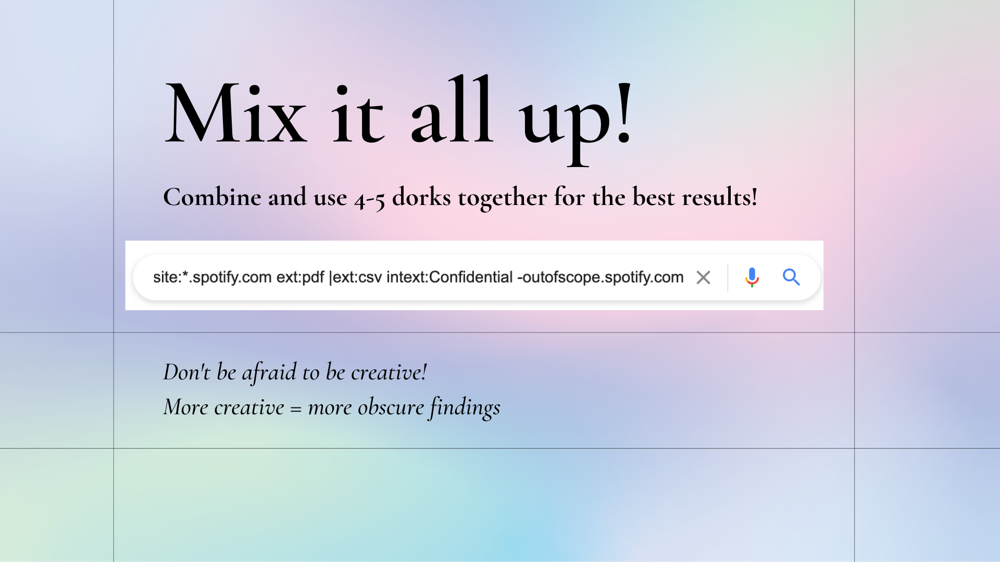 Mix it all up!
Combine and use 4-5 dorks together for the best results!
site:*.spotify.com ext:pdf |ext:csv intext:Confidential -outofscope.spotify.com
Don't be afraid to be creative!
More creative = more obscure findings